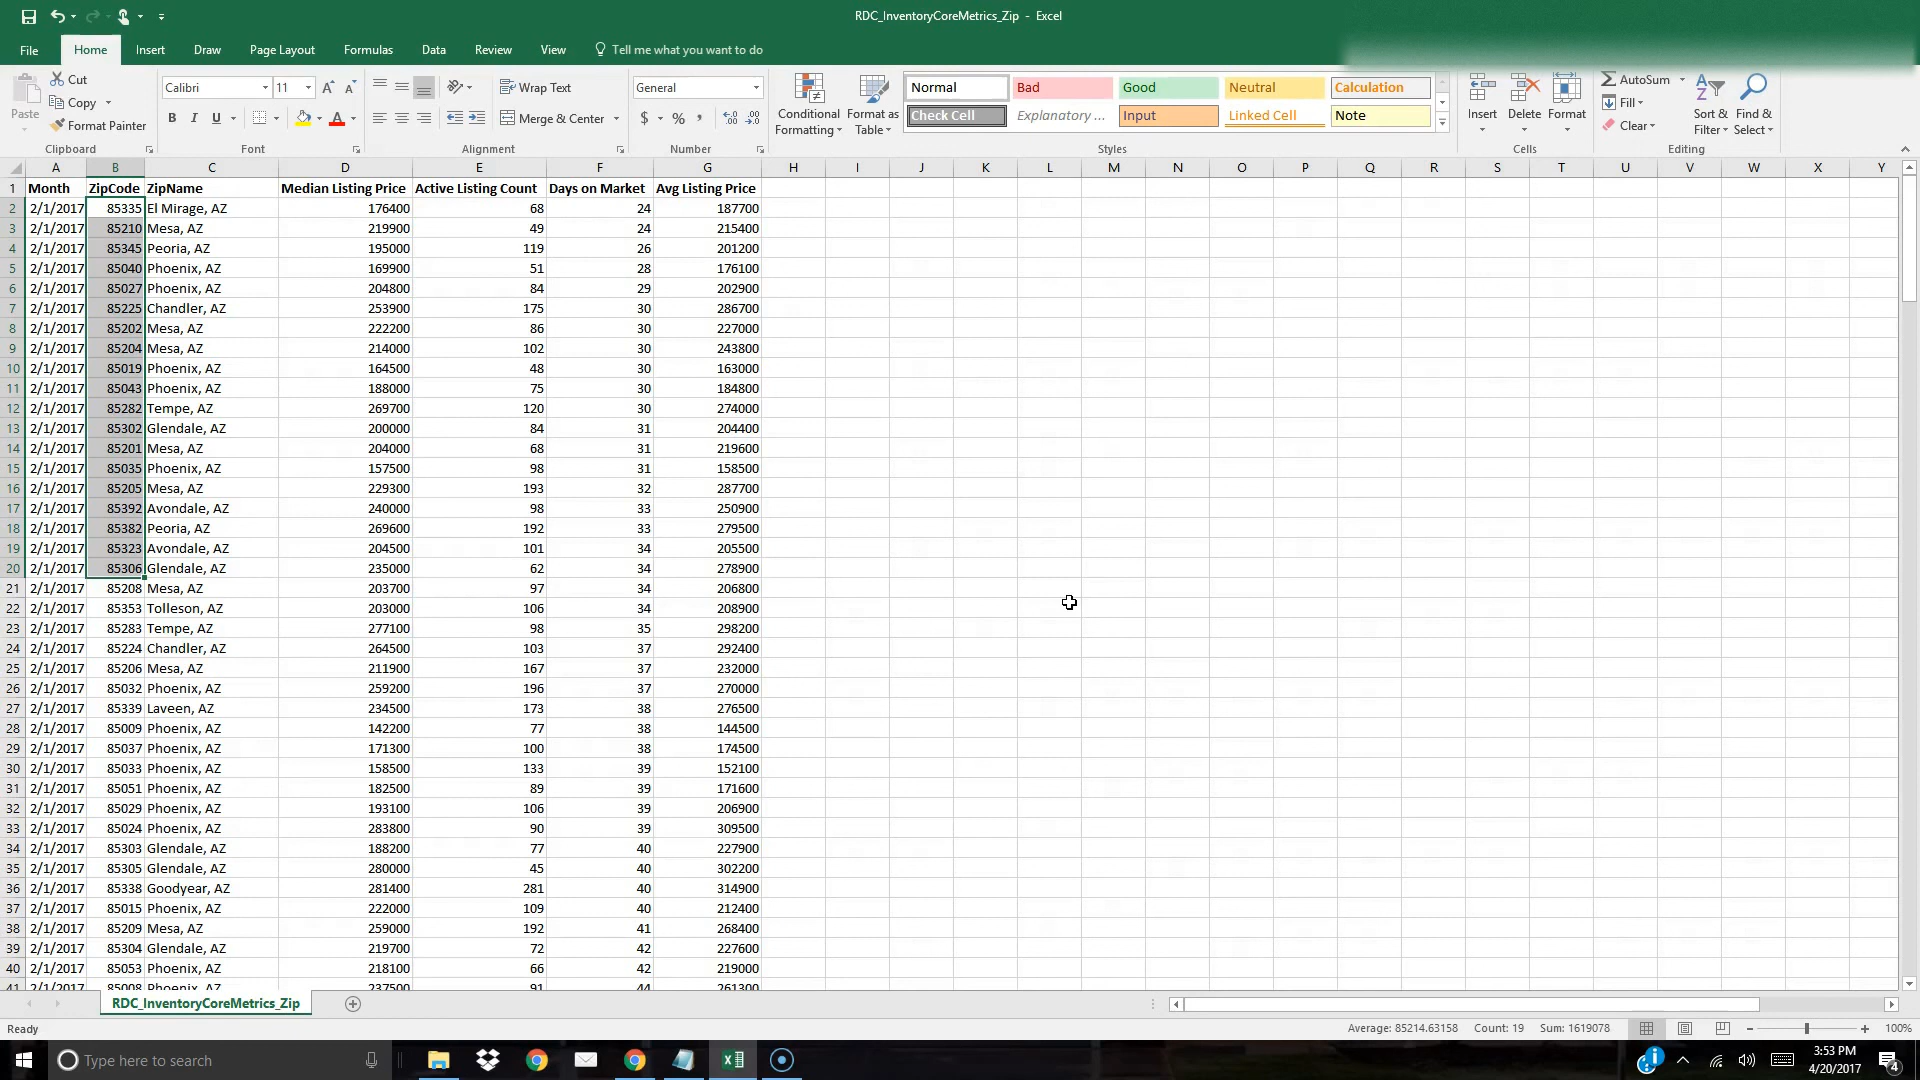 RDC_InventoryCoreMetrics_Zip - Excel
File Home Insert Draw Page Layout Formulas Data Review View Tell me what you want to do
Paste
Cut
Copy
Format Painter
Clipboard
Calibri 11
B I U
Font
Wrap Text
Merge & Center
Alignment
General
$ % ,
Number
Conditional Formatting
Format as Table
Normal Bad Good Neutral Calculation
Check Cell Explanatory ... Input Linked Cell Note
Styles
Insert Delete Format
Cells
AutoSum
Fill
Clear
Sort & Filter
Find & Select
Editing
A B C D E F G H I J K L M N O P Q R S T U V W X Y
1 Month ZipCode ZipName Median Listing Price Active Listing Count Days on Market Avg Listing Price
2 2/1/2017 85335 El Mirage, AZ 176400 68 24 187700
3 2/1/2017 85210 Mesa, AZ 219900 49 24 215400
4 2/1/2017 85345 Peoria, AZ 195000 119 26 201200
5 2/1/2017 85040 Phoenix, AZ 169900 51 28 176100
6 2/1/2017 85027 Phoenix, AZ 204800 84 29 202900
7 2/1/2017 85225 Chandler, AZ 253900 175 30 286700
8 2/1/2017 85202 Mesa, AZ 222200 86 30 227000
9 2/1/2017 85204 Mesa, AZ 214000 102 30 243800
10 2/1/2017 85019 Phoenix, AZ 164500 48 30 163000
11 2/1/2017 85043 Phoenix, AZ 188000 75 30 184800
12 2/1/2017 85282 Tempe, AZ 269700 120 30 274000
13 2/1/2017 85302 Glendale, AZ 200000 84 31 204400
14 2/1/2017 85201 Mesa, AZ 204000 68 31 219600
15 2/1/2017 85035 Phoenix, AZ 157500 98 31 158500
16 2/1/2017 85205 Mesa, AZ 229300 193 32 287700
17 2/1/2017 85392 Avondale, AZ 240000 98 33 250900
18 2/1/2017 85382 Peoria, AZ 269600 192 33 279500
19 2/1/2017 85323 Avondale, AZ 204500 101 34 205500
20 2/1/2017 85306 Glendale, AZ 235000 62 34 278900
21 2/1/2017 85208 Mesa, AZ 203700 97 34 206800
22 2/1/2017 85353 Tolleson, AZ 203000 106 34 208900
23 2/1/2017 85283 Tempe, AZ 277100 98 35 298200
24 2/1/2017 85224 Chandler, AZ 264500 103 37 292400
25 2/1/2017 85206 Mesa, AZ 211900 167 37 232000
26 2/1/2017 85032 Phoenix, AZ 259200 196 37 270000
27 2/1/2017 85339 Laveen, AZ 234500 173 38 276500
28 2/1/2017 85009 Phoenix, AZ 142200 77 38 144500
29 2/1/2017 85037 Phoenix, AZ 171300 100 38 174500
30 2/1/2017 85033 Phoenix, AZ 158500 133 39 152100
31 2/1/2017 85051 Phoenix, AZ 182500 89 39 171600
32 2/1/2017 85029 Phoenix, AZ 193100 106 39 206900
33 2/1/2017 85024 Phoenix, AZ 283800 90 39 309500
34 2/1/2017 85303 Glendale, AZ 188200 77 40 227900
35 2/1/2017 85305 Glendale, AZ 280000 45 40 302200
36 2/1/2017 85338 Goodyear, AZ 281400 281 40 314900
37 2/1/2017 85015 Phoenix, AZ 222000 109 40 212400
38 2/1/2017 85209 Mesa, AZ 259000 192 41 268400
39 2/1/2017 85304 Glendale, AZ 219700 72 42 227600
40 2/1/2017 85053 Phoenix, AZ 218100 66 42 219000
41 2/1/2017 85008 Phoenix, AZ 237500 91 44 261300
RDC_InventoryCoreMetrics_Zip
Ready Average: 85214.63158 Count: 19 Sum: 1619078 100%
Type here to search
3:53 PM
4/20/2017
4